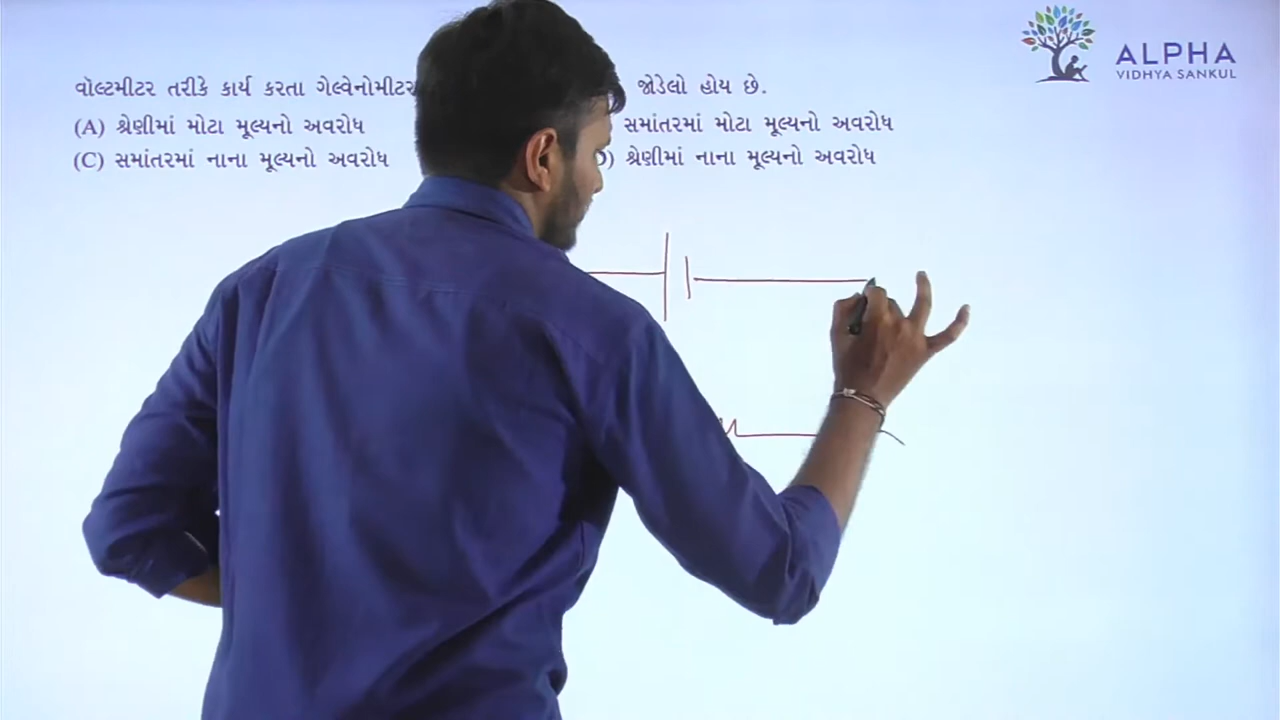 ALPHA
VIDHYA SANKUL
વૉલ્ટમીટર તરીકે કાર્ય કરતા ગેલ્વેનોમીટર જોડેલો હોય છે.
(A) શ્રેણીમાં મોટા મૂલ્યનો અવરોધ સમાંતરમાં મોટા મૂલ્યનો અવરોધ
(C) સમાંતરમાં નાના મૂલ્યનો અવરોધ ) શ્રેણીમાં નાના મૂલ્યનો અવરોધ